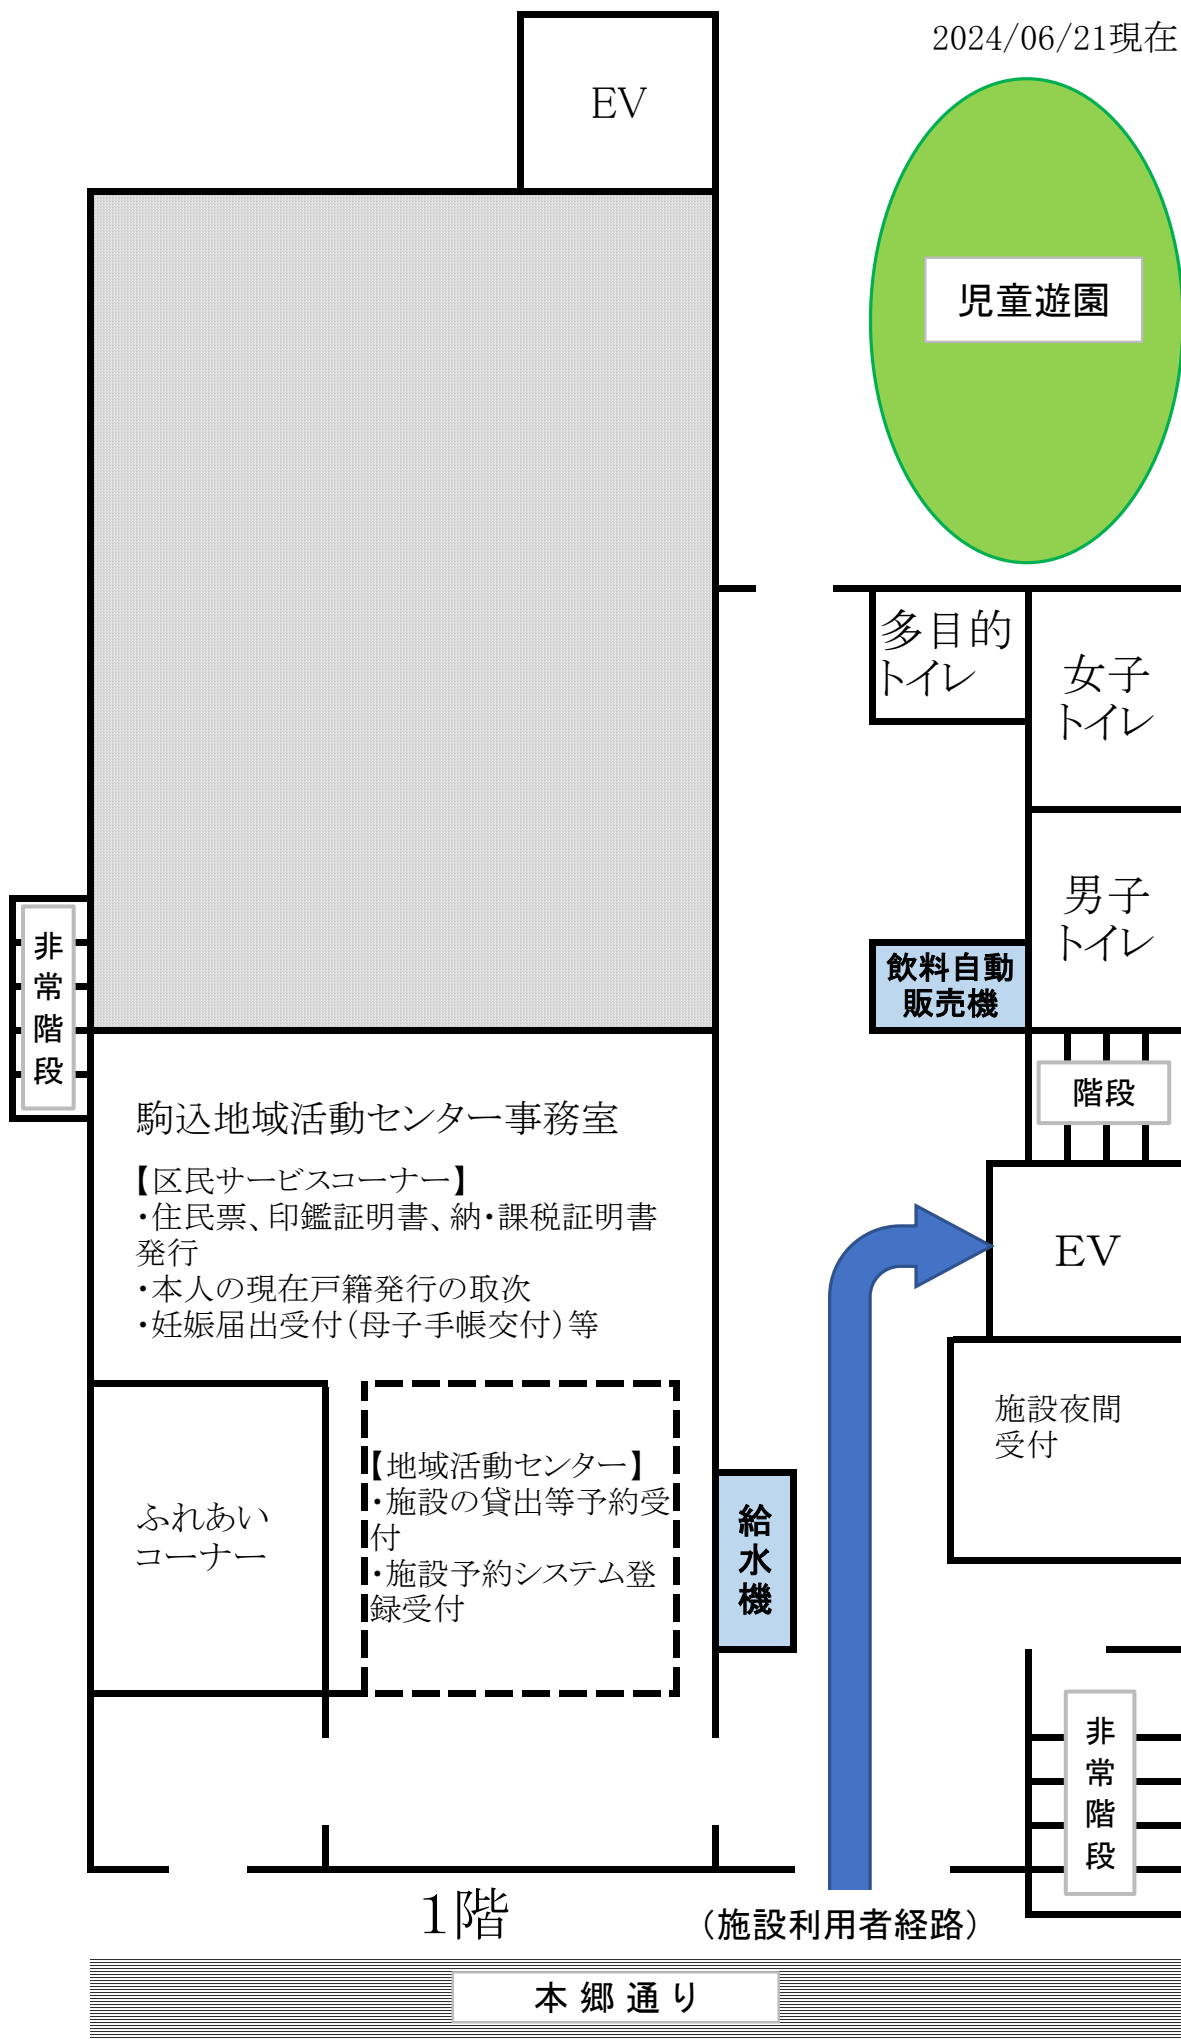 2024/06/21現在
EV
児童遊園
多目的
トイレ
女子
トイレ
男子
トイレ
飲料自動
販売機
非常階段
階段
駒込地域活動センター事務室
【区民サービスコーナー】
・住民票、印鑑証明書、納・課税証明書
発行
・本人の現在戸籍発行の取次
・妊娠届出受付(母子手帳交付)等
EV
施設夜間
受付
ふれあい
コーナー
【地域活動センター】
・施設の貸出等予約受
付
・施設予約システム登
録受付
給水機
非常階段
1階
(施設利用者経路)
本郷通り